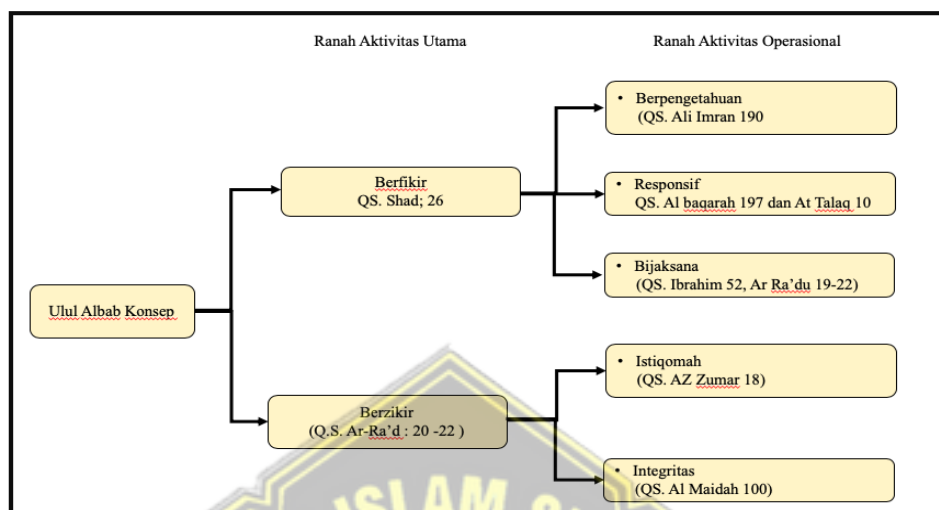 Ranah Aktivitas Utama
Ranah Aktivitas Operasional
• Berpengetahuan
(QS. Ali Imran 190
Berfikir
QS. Shad; 26
• Responsif
QS. Al baqarah 197 dan At Talaq 10
• Bijaksana
(QS. Ibrahim 52, Ar Ra’du 19-22)
Ulul Albab Konsep
• Istiqomah
(QS. AZ Zumar 18)
Berzikir
(Q.S. Ar-Ra’d : 20 -22 )
• Integritas
(QS. Al Maidah 100)
ISLAM